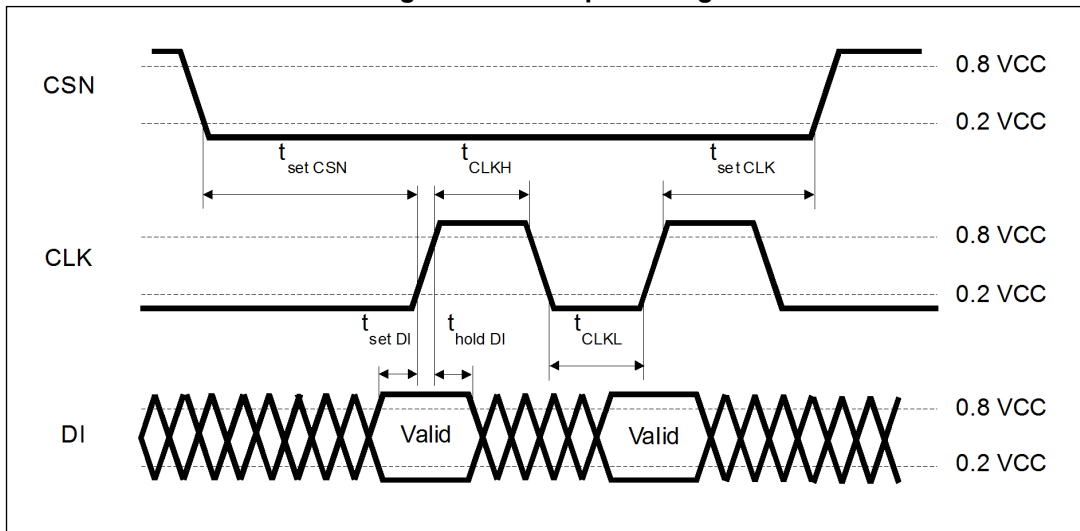 CSN
0.8 VCC
0.2 VCC
t set CSN
t CLKH
t set CLK
CLK
0.8 VCC
0.2 VCC
t set DI
t hold DI
t CLKL
DI
Valid
Valid
0.8 VCC
0.2 VCC